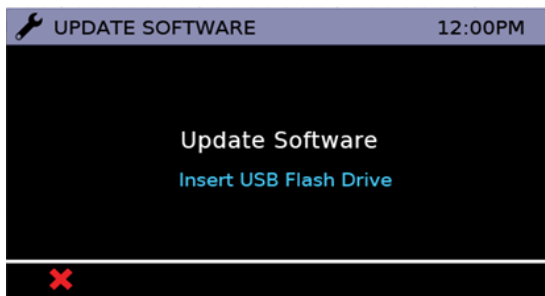 UPDATE SOFTWARE 12:00PM
Update Software
Insert USB Flash Drive